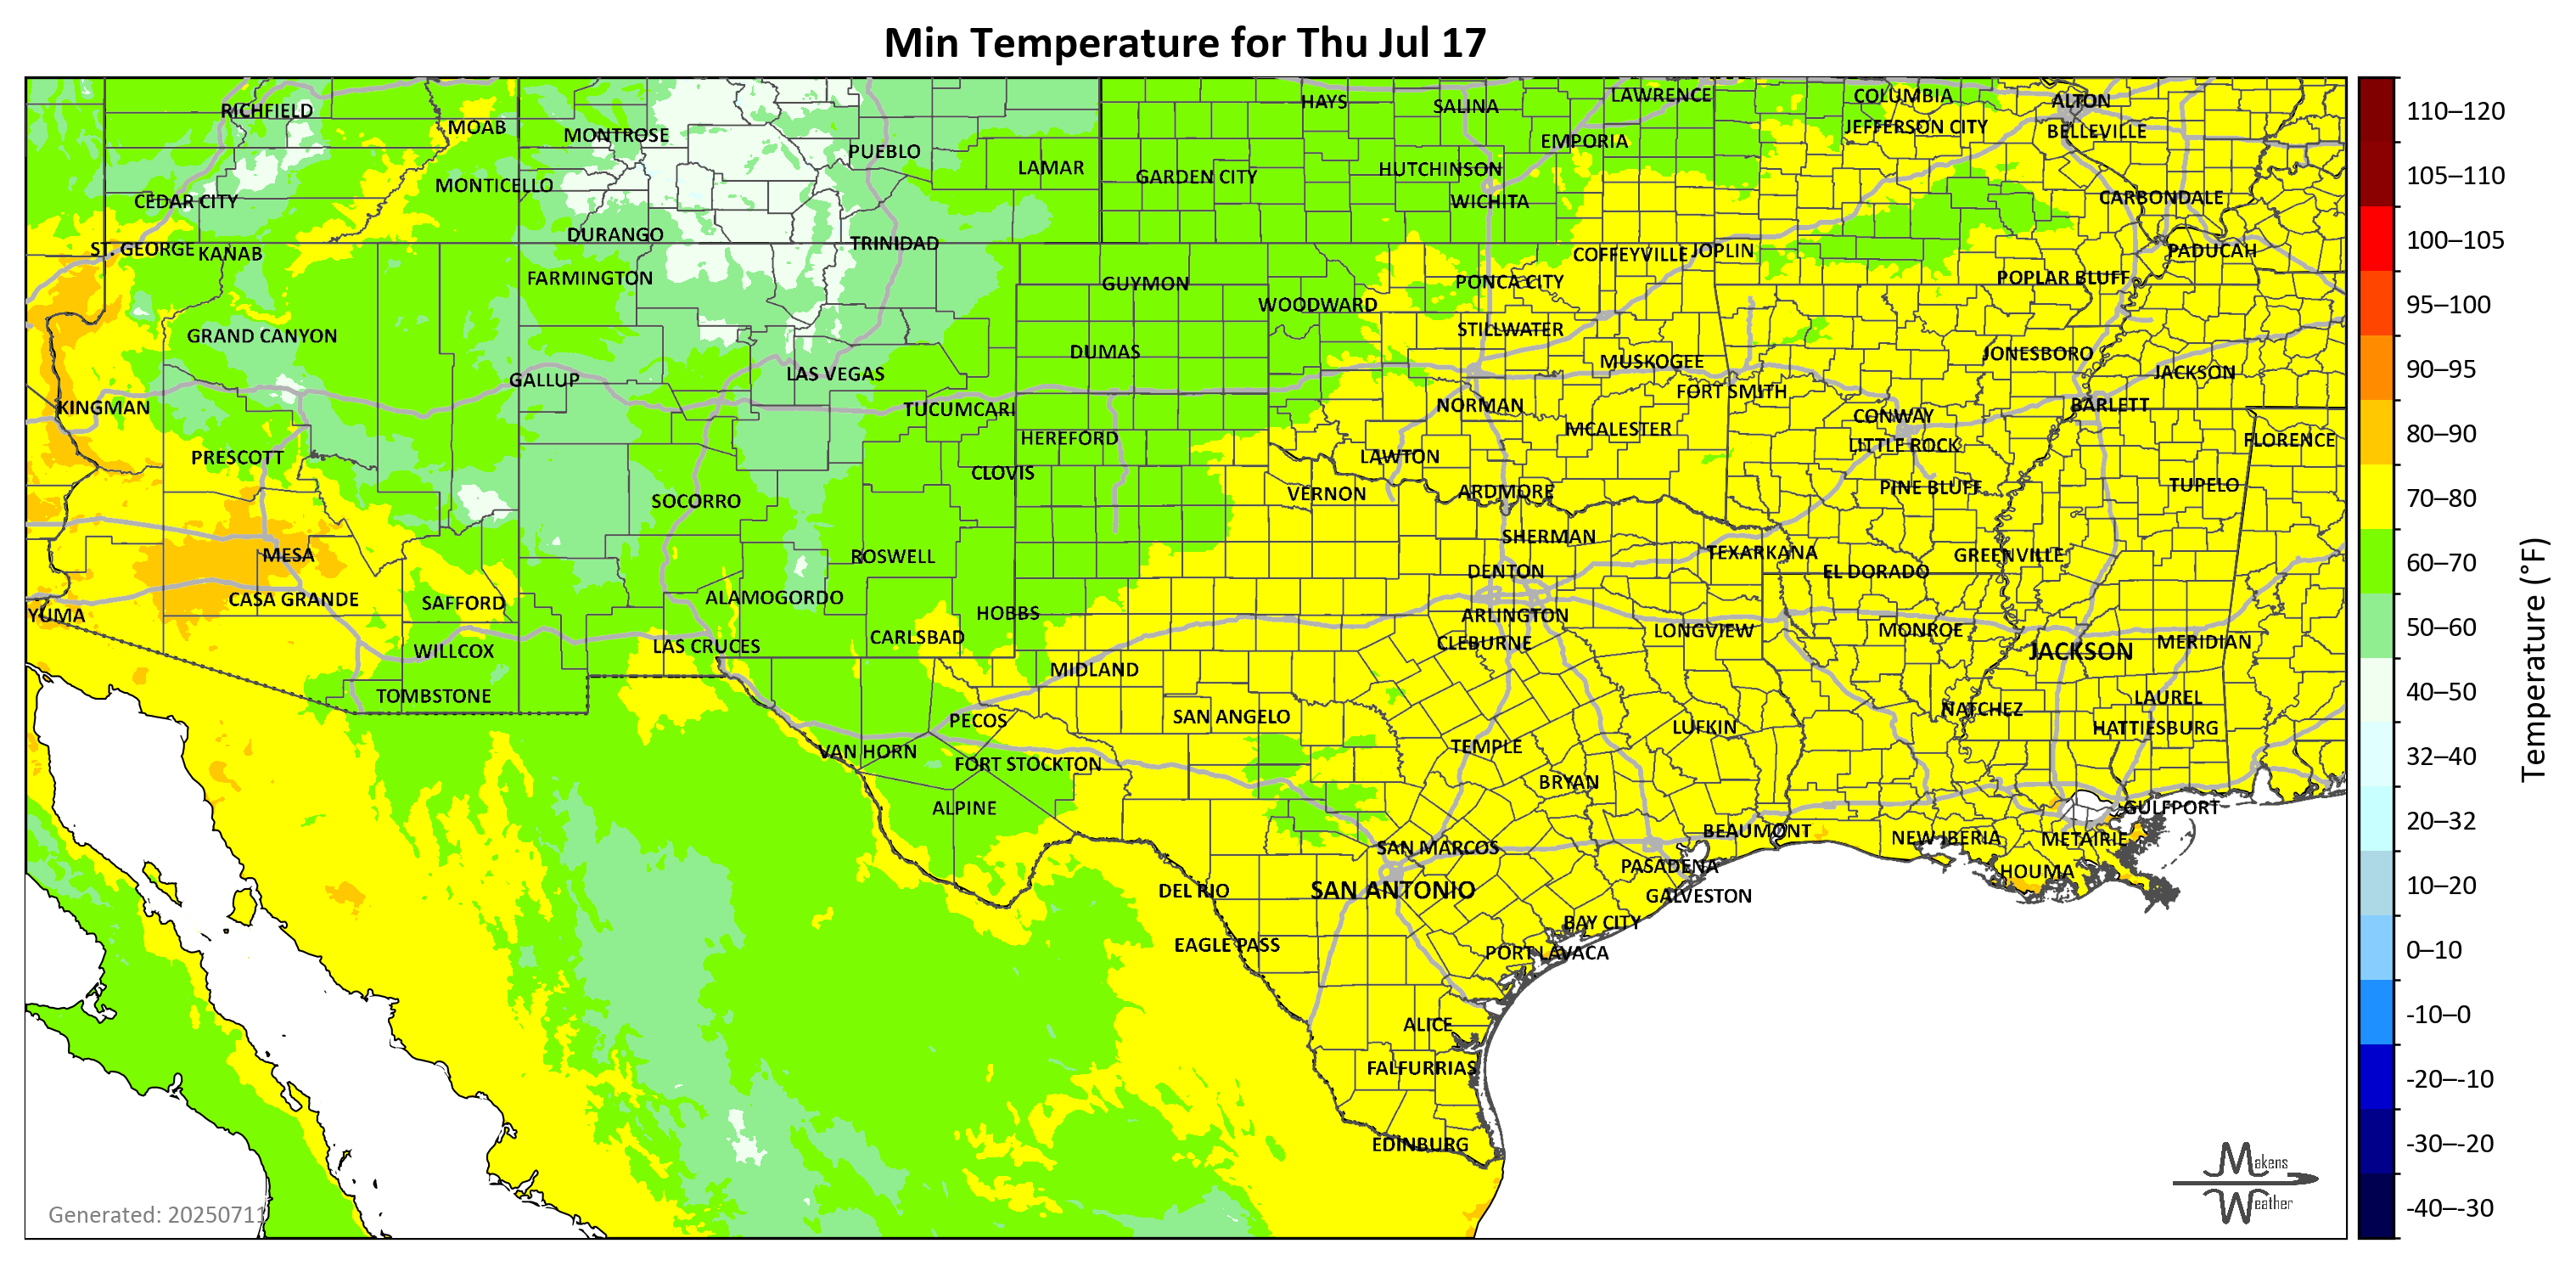 Min Temperature for Thu Jul 17
RICHFIELD
MOAB
MONTROSE
PUEBLO
LAMAR
HAYS
SALINA
LAWRENCE
COLUMBIA
ALTON
JEFFERSON CITY
BELLEVILLE
EMPORIA
HUTCHINSON
GARDEN CITY
WICHITA
MONTICELLO
CEDAR CITY
CARBONDALE
DURANGO
TRINIDAD
ST. GEORGE
KANAB
COFFEYVILLE
JOPLIN
PADUCAH
FARMINGTON
GUYMON
PONCA CITY
POPLAR BLUFF
WOODWARD
STILLWATER
GRAND CANYON
DUMAS
MUSKOGEE
JONESBORO
JACKSON
GALLUP
LAS VEGAS
FORT SMITH
KINGMAN
TUCUMCARI
NORMAN
BARLETT
CONWAY
HEREFORD
MCALESTER
LITTLE ROCK
FLORENCE
PRESCOTT
CLOVIS
LAWTON
SOCORRO
VERNON
ARDMORE
PINE BLUFF
TUPELO
SHERMAN
MESA
ROSWELL
TEXARKANA
GREENVILLE
DENTON
EL DORADO
CASA GRANDE
SAFFORD
ALAMOGORDO
HOBBS
ARLINGTON
YUMA
CARLSBAD
CLEBURNE
LONGVIEW
MONROE
MERIDIAN
WILLCOX
LAS CRUCES
JACKSON
MIDLAND
TOMBSTONE
LAUREL
NATCHEZ
PECOS
SAN ANGELO
LUFKIN
HATTIESBURG
VAN HORN
TEMPLE
FORT STOCKTON
BRYAN
ALPINE
GULFPORT
BEAUMONT
NEW IBERIA
METAIRIE
SAN MARCOS
PASADENA
HOUMA
DEL RIO
SAN ANTONIO
GALVESTON
BAY CITY
EAGLE PASS
PORT LAVACA
ALICE
FALFURRIAS
EDINBURG
Generated: 20250711
Makens
Weather
110–120
105–110
100–105
95–100
90–95
80–90
70–80
60–70
50–60
40–50
32–40
20–32
10–20
0–10
-10–0
-20–-10
-30–-20
-40–-30
Temperature (°F)